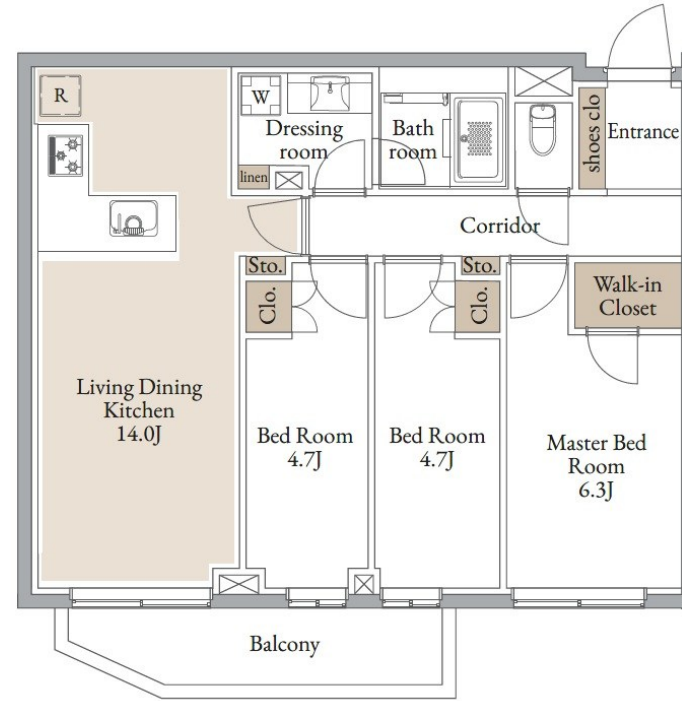 R
W
Dressing
room
linen
Bath
room
shoes clo
Entrance
Corridor
Sto.
Clo.
Sto.
Clo.
Walk-in
Closet
Living Dining
Kitchen
14.0J
Bed Room
4.7J
Bed Room
4.7J
Master Bed
Room
6.3J
Balcony